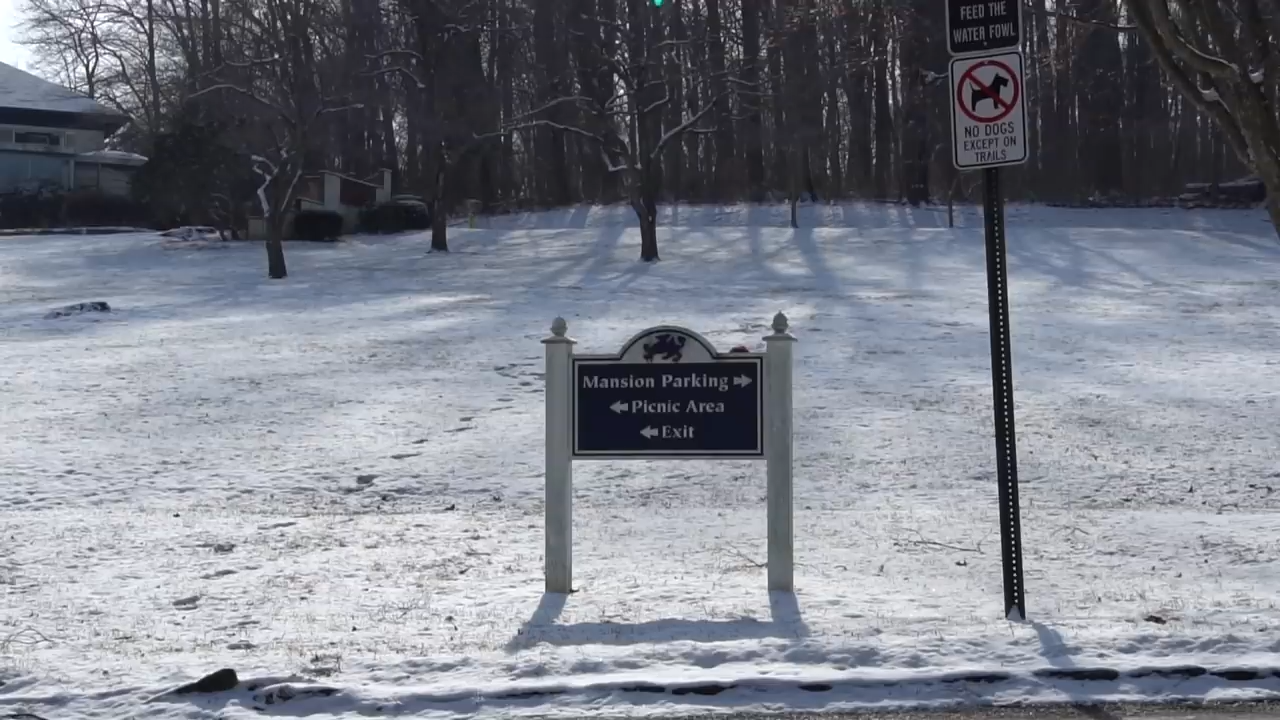 FEED THE
WATER FOWL
NO DOGS
EXCEPT ON
TRAILS
Mansion Parking →
← Picnic Area
← Exit